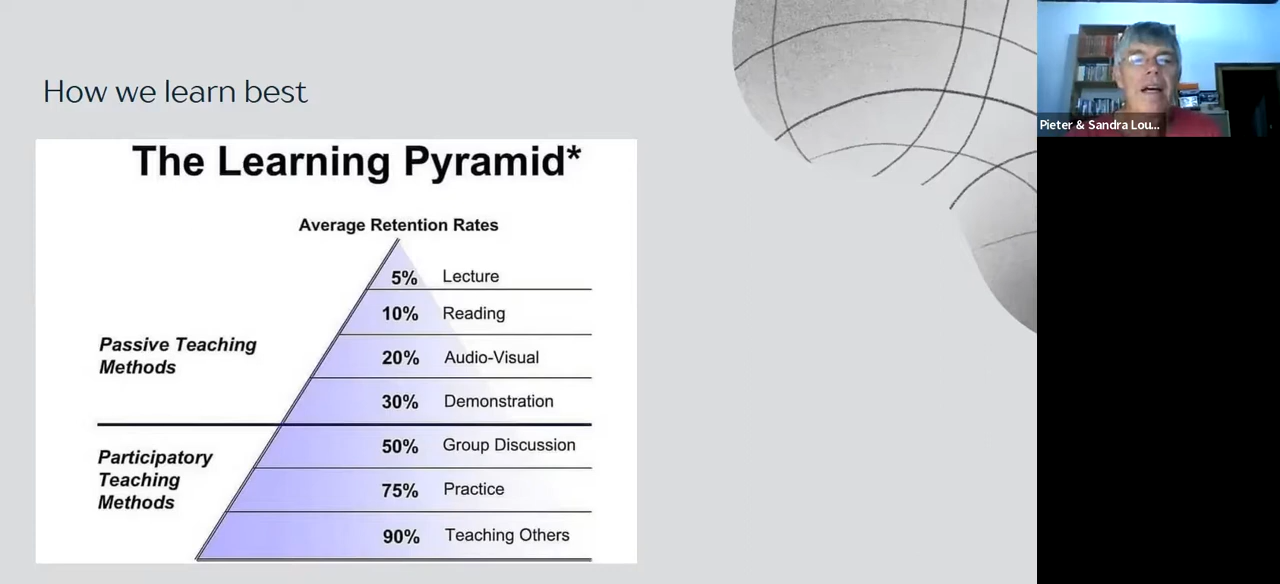 How we learn best
The Learning Pyramid*
Average Retention Rates
5% Lecture
10% Reading
20% Audio-Visual
30% Demonstration
50% Group Discussion
75% Practice
90% Teaching Others
Passive Teaching
Methods
Participatory
Teaching
Methods
Pieter & Sandra Lou...